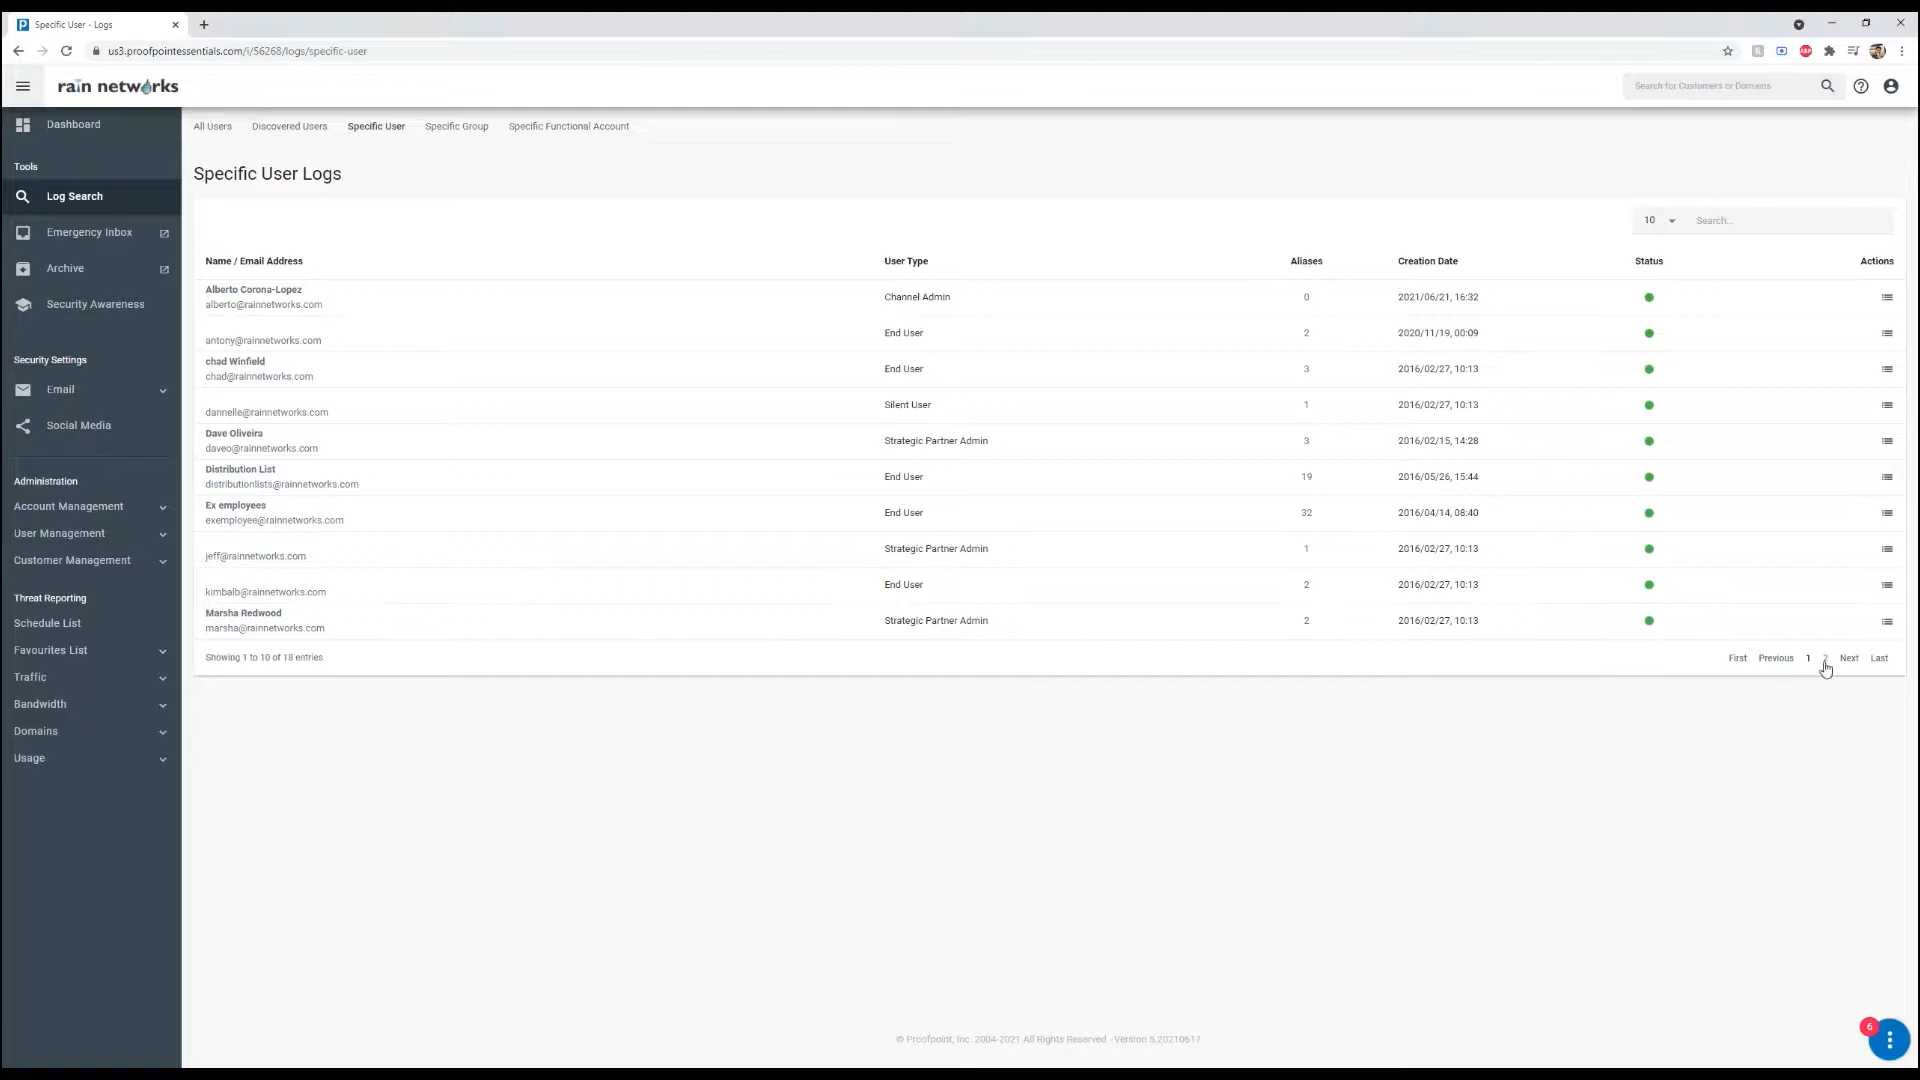 Specific User - Logs
us3.proofpointessentials.com/i/56268/logs/specific-user
rain networks
Search for Customers or Domains
Dashboard
Tools
Log Search
Emergency Inbox
Archive
Security Awareness
Security Settings
Email
Social Media
Administration
Account Management
User Management
Customer Management
Threat Reporting
Schedule List
Favourites List
Traffic
Bandwidth
Domains
Usage
All Users Discovered Users Specific User Specific Group Specific Functional Account
Specific User Logs
10 Search...
Name / Email Address User Type Aliases Creation Date Status Actions
Alberto Corona-Lopez
alberto@rainnetworks.com Channel Admin 0 2021/06/21, 16:32
antony@rainnetworks.com End User 2 2020/11/19, 00:09
chad Winfield
chad@rainnetworks.com End User 3 2016/02/27, 10:13
dannelle@rainnetworks.com Silent User 1 2016/02/27, 10:13
Dave Oliveira
daveo@rainnetworks.com Strategic Partner Admin 3 2016/02/15, 14:28
Distribution List
distributionlists@rainnetworks.com End User 19 2016/05/26, 15:44
Ex employees
exemployee@rainnetworks.com End User 32 2016/04/14, 08:40
jeff@rainnetworks.com Strategic Partner Admin 1 2016/02/27, 10:13
kimbalb@rainnetworks.com End User 2 2016/02/27, 10:13
Marsha Redwood
marsha@rainnetworks.com Strategic Partner Admin 2 2016/02/27, 10:13
Showing 1 to 10 of 18 entries First Previous 1 2 Next Last
© Proofpoint, Inc. 2004-2021 All Rights Reserved - Version 5.20210617
6